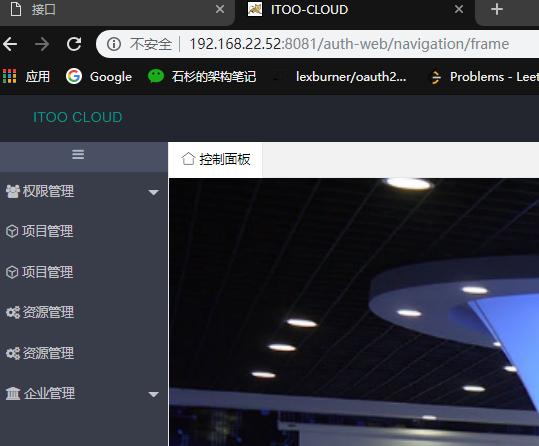 接口
ITOO-CLOUD
不安全 192.168.22.52:8081/auth-web/navigation/frame
应用 Google 石杉的架构笔记 lexburner/oauth2... Problems - Leet
ITOO CLOUD
控制面板
权限管理
项目管理
项目管理
资源管理
资源管理
企业管理